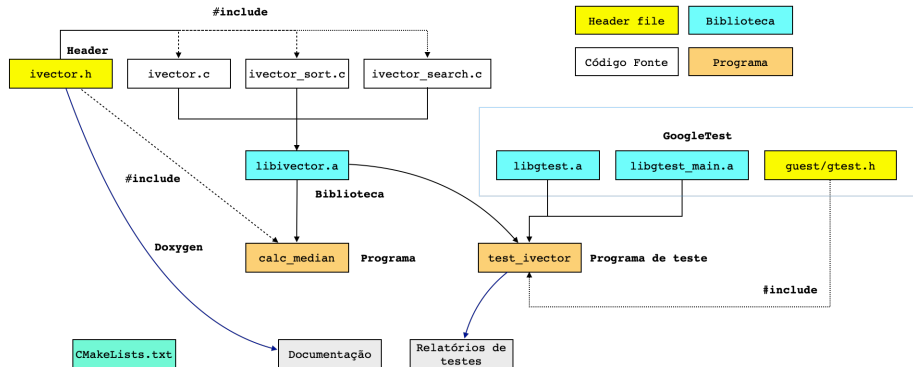 #include
Header file
Biblioteca
Header
ivector.h
ivector.c
ivector_sort.c
ivector_search.c
Código Fonte
Programa
GoogleTest
libivector.a
libgtest.a
libgtest_main.a
guest/gtest.h
#include
Biblioteca
Doxygen
calc_median
Programa
test_ivector
Programa de teste
#include
CMakeLists.txt
Documentação
Relatórios de
testes